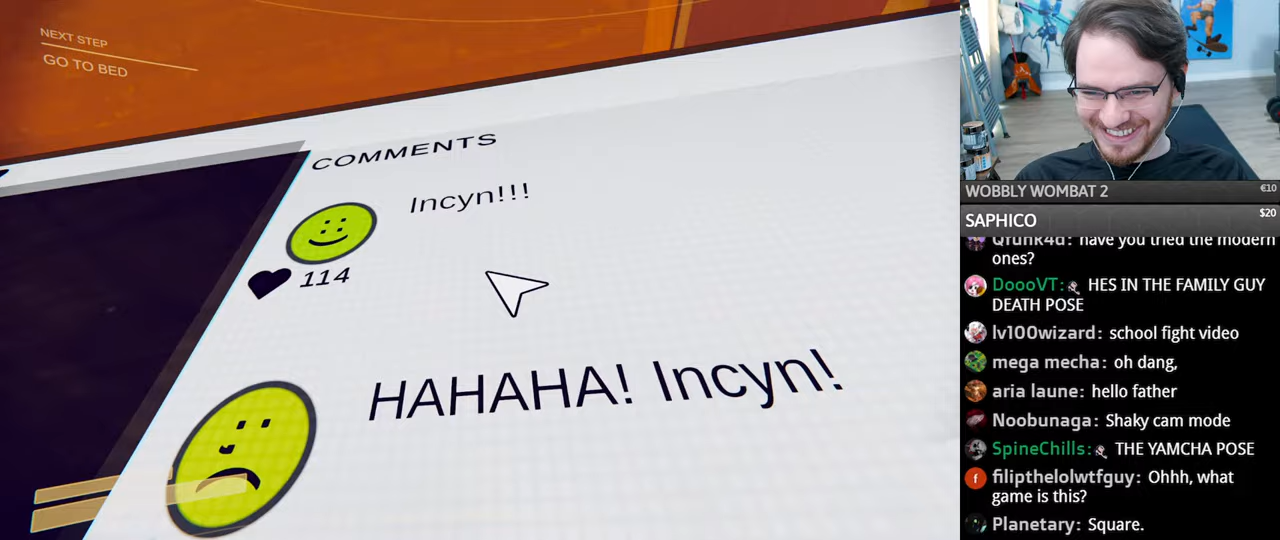 NEXT STEP
GO TO BED
COMMENTS
Incyn!!!
114
HAHAHA! Incyn!
WOBBLY WOMBAT 2 €10
SAPHICO $20
Qfunk4d: have you tried the modern
ones?
DoooVT: HES IN THE FAMILY GUY
DEATH POSE
lv100wizard: school fight video
mega mecha: oh dang,
aria laune: hello father
Noobunaga: Shaky cam mode
SpineChills: THE YAMCHA POSE
f filipthelolwtfguy: Ohhh, what
game is this?
Planetary: Square.